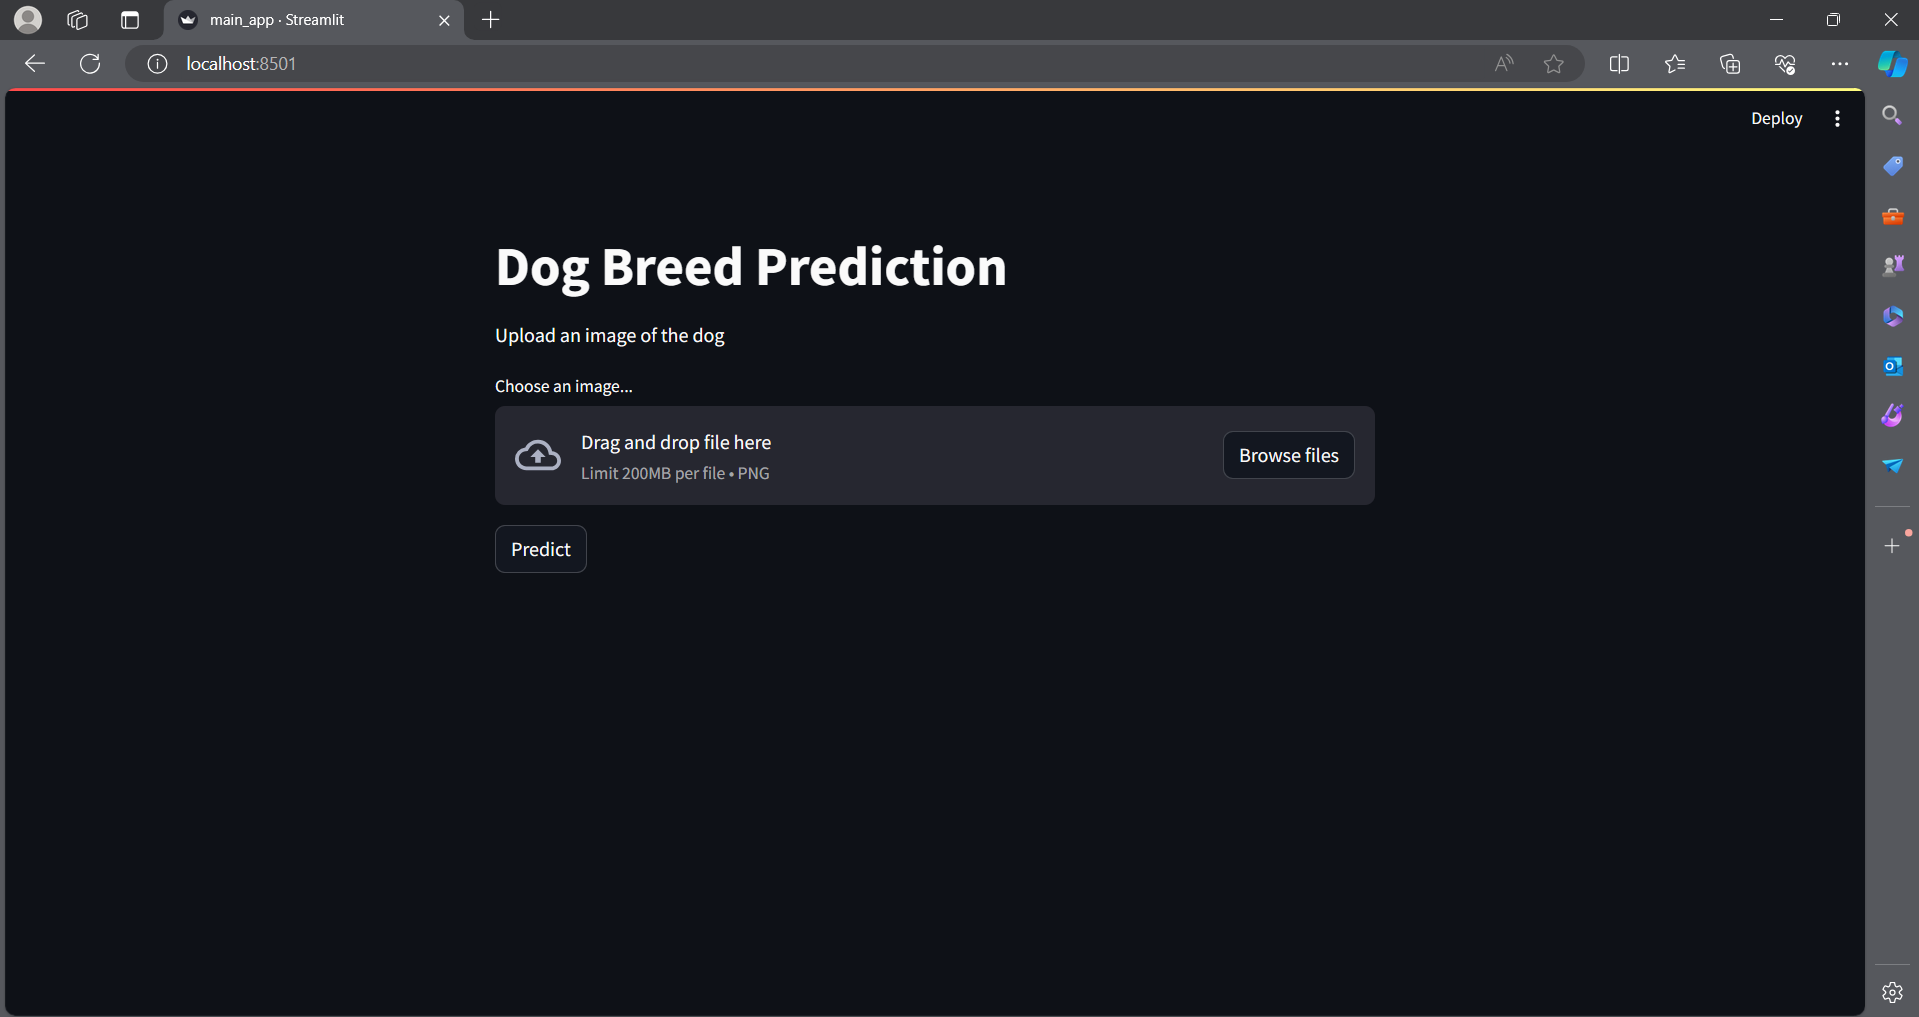 main_app · Streamlit
localhost:8501
Deploy
Dog Breed Prediction
Upload an image of the dog
Choose an image...
Drag and drop file here
Limit 200MB per file • PNG
Browse files
Predict